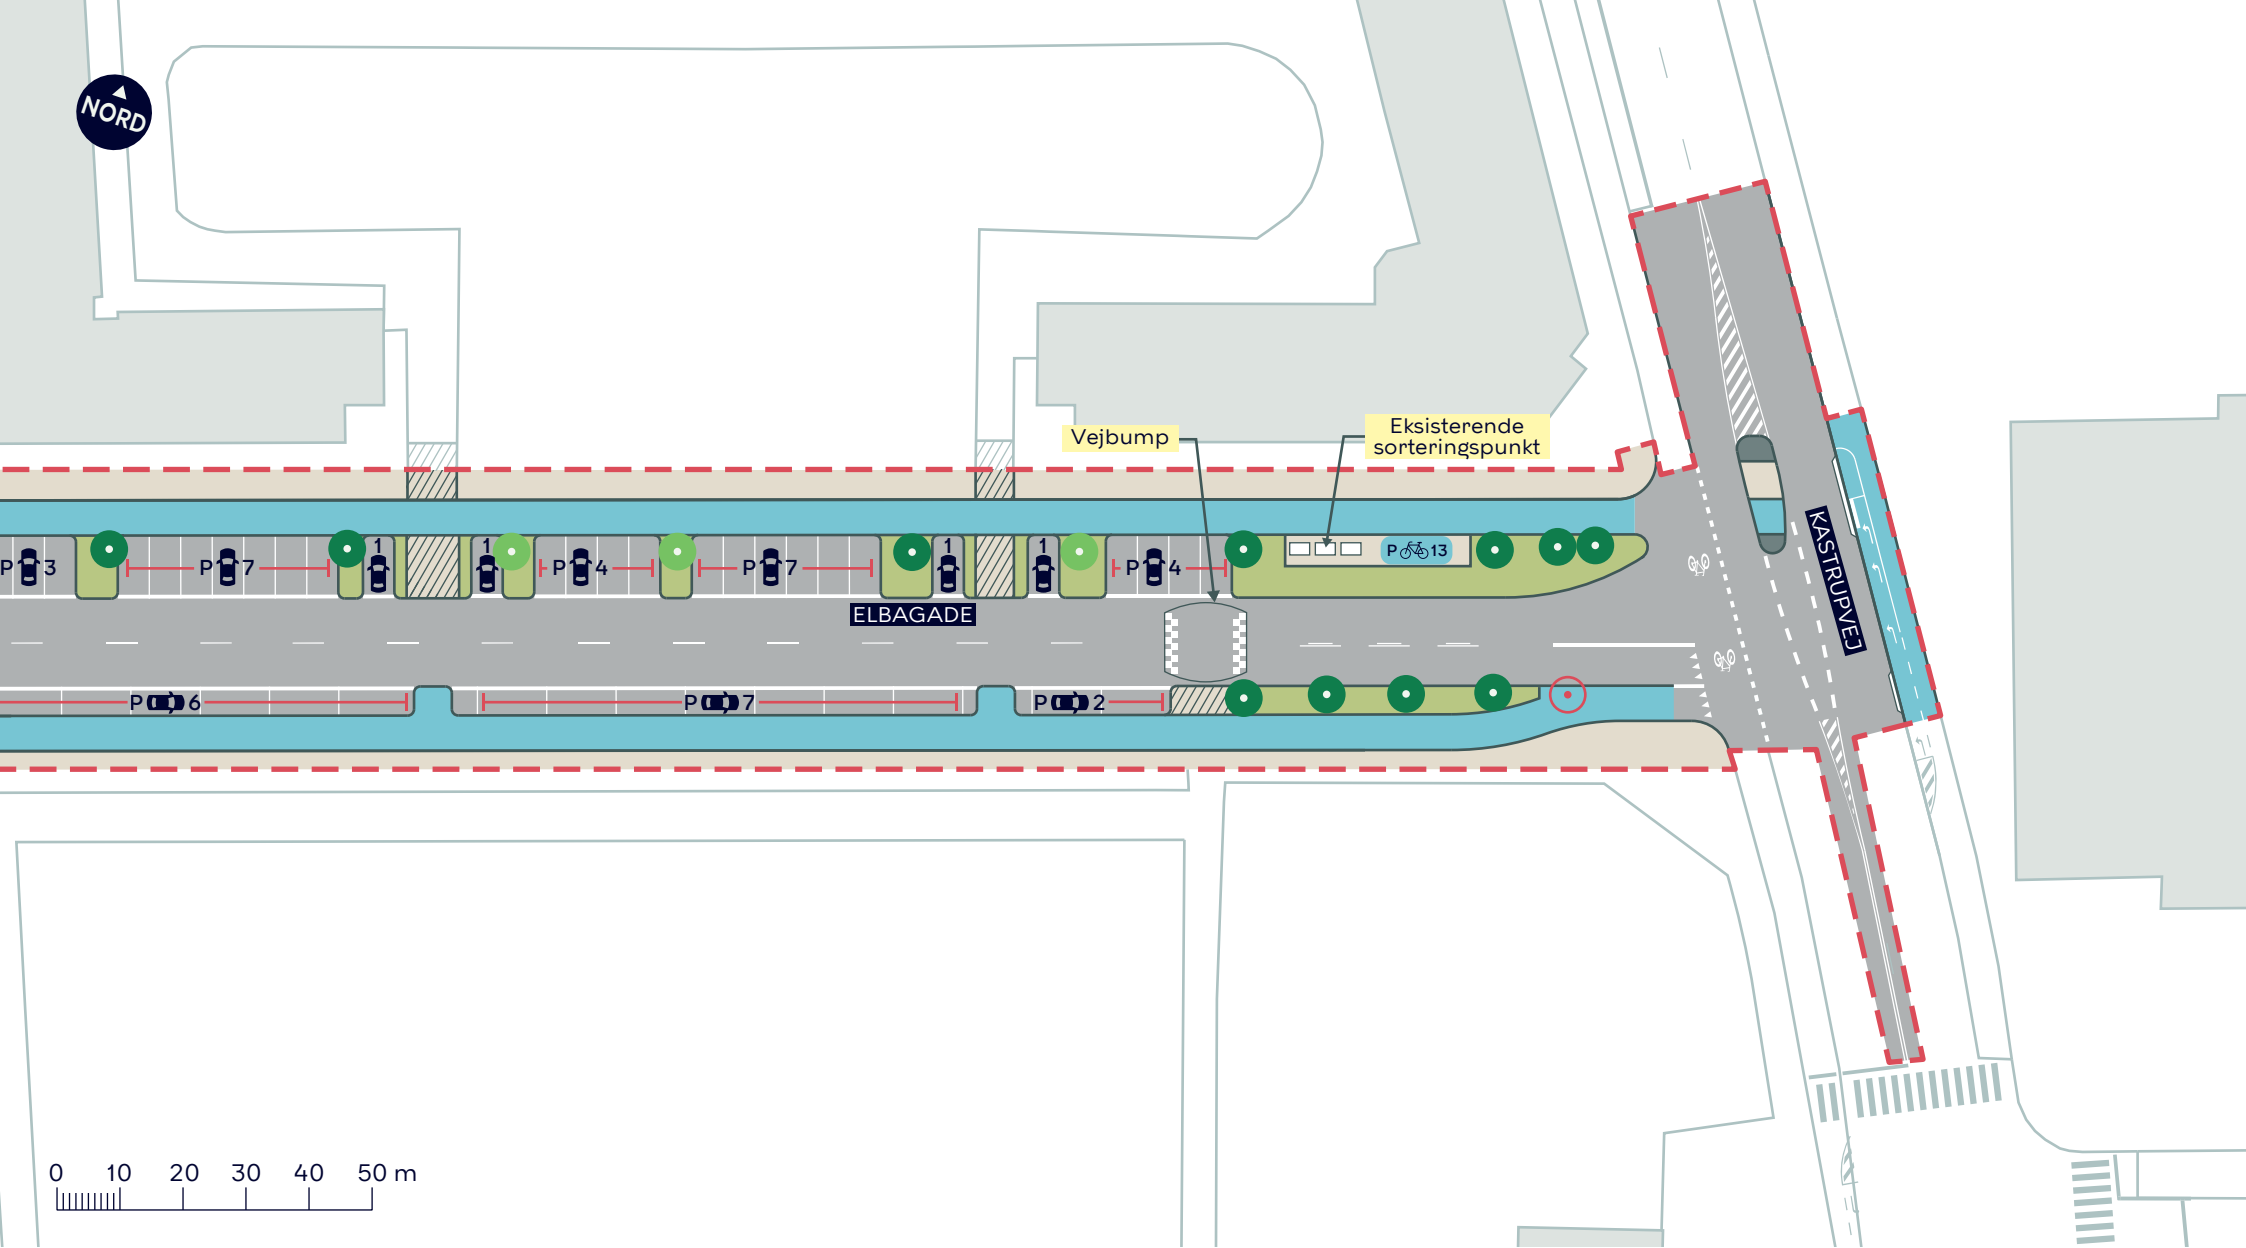 NORD
Vejbump
Eksisterende
sorteringspunkt
P 3
P 7
1
1
P 4
P 7
1
1
P 4
P 13
ELBAGADE
KASTRUPVEJ
P 6
P 7
P 2
0 10 20 30 40 50 m